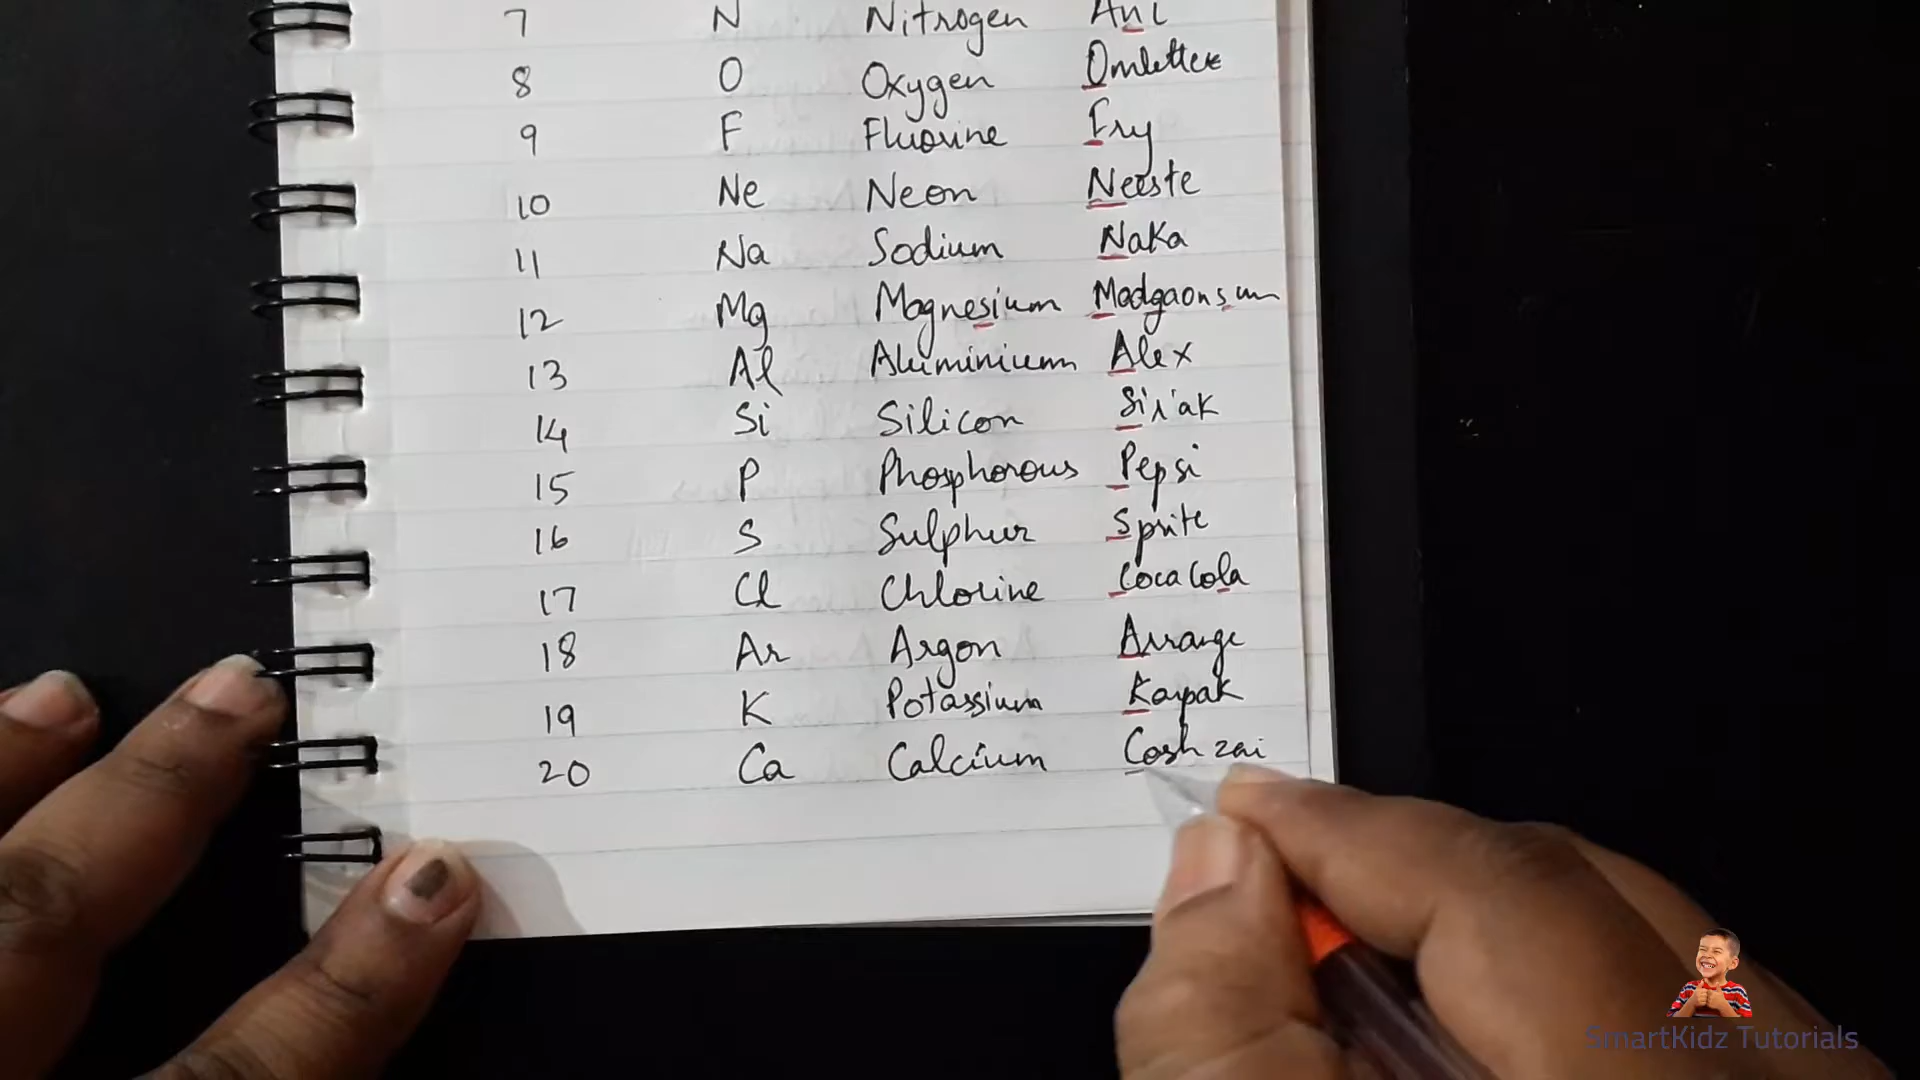 7 N Nitrogen Ani
8 O Oxygen Omlettee
9 F Fluorine Fry
10 Ne Neon Neeste
11 Na Sodium Naka
12 Mg Magnesium Madgaonsum
13 Al Aluminium Alex
14 Si Silicon
15 P Phosphorous Pepsi
16 S Sulphur Sprite
17 Cl Chlorine Coca Cola
18 Ar Argon Arrange
19 K Potassium Karpak
20 Ca Calcium
SmartKidz Tutorials